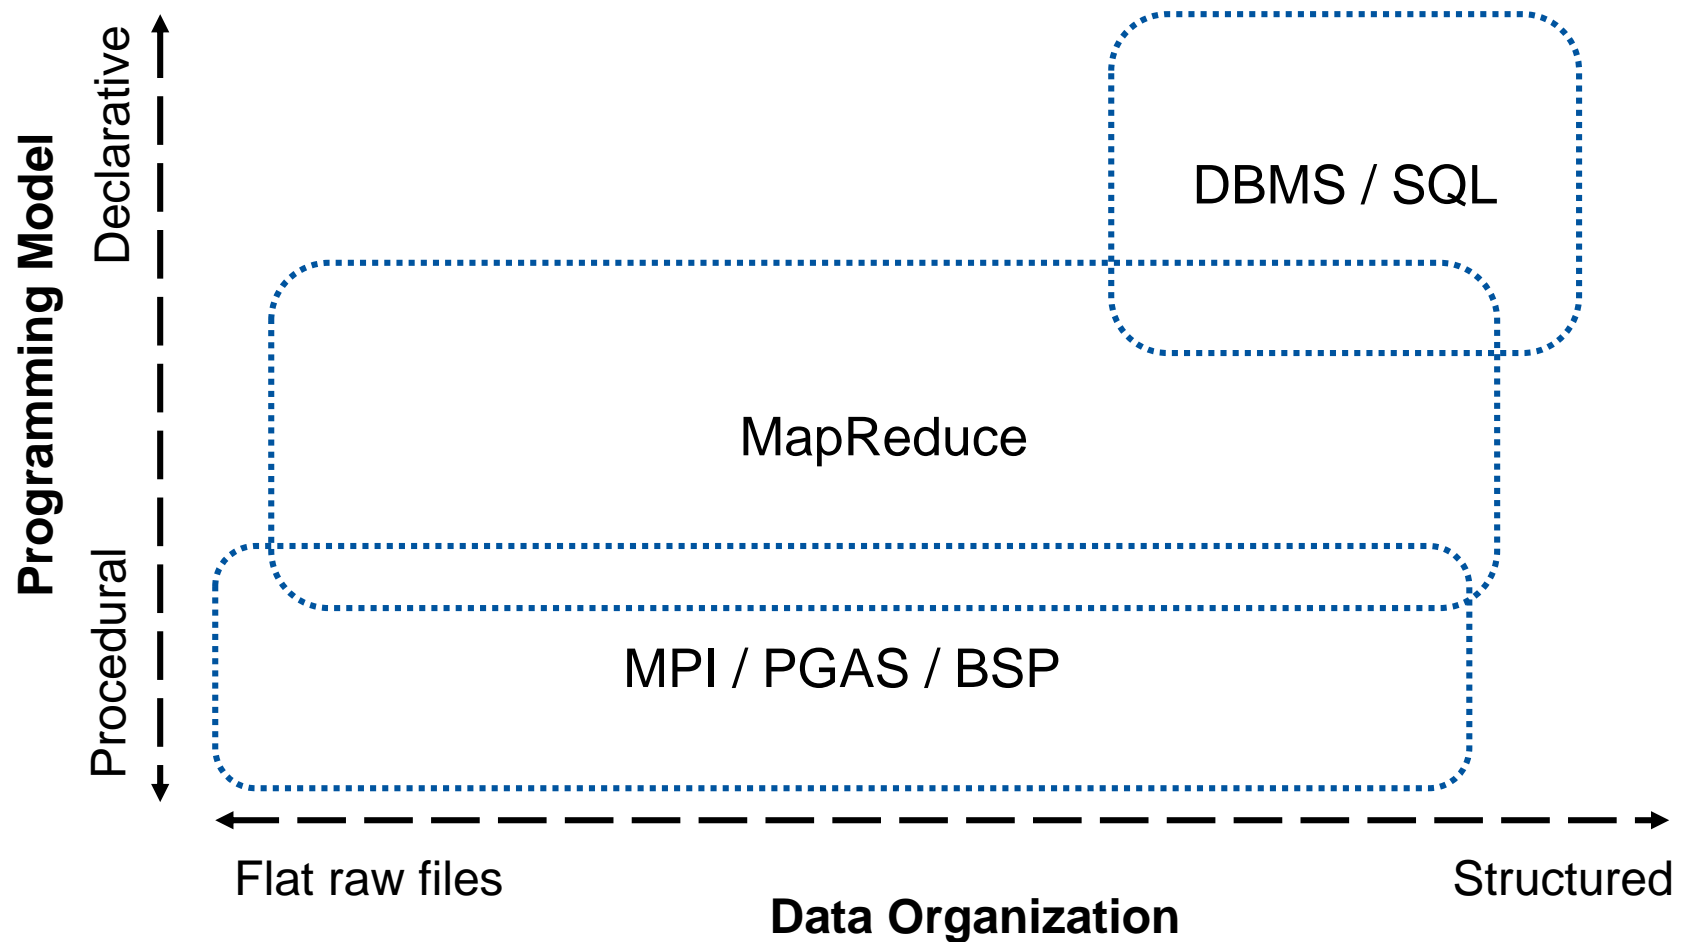 Programming Model
Declarative
Procedural
DBMS / SQL
MapReduce
MPI / PGAS / BSP
Flat raw files
Structured
Data Organization